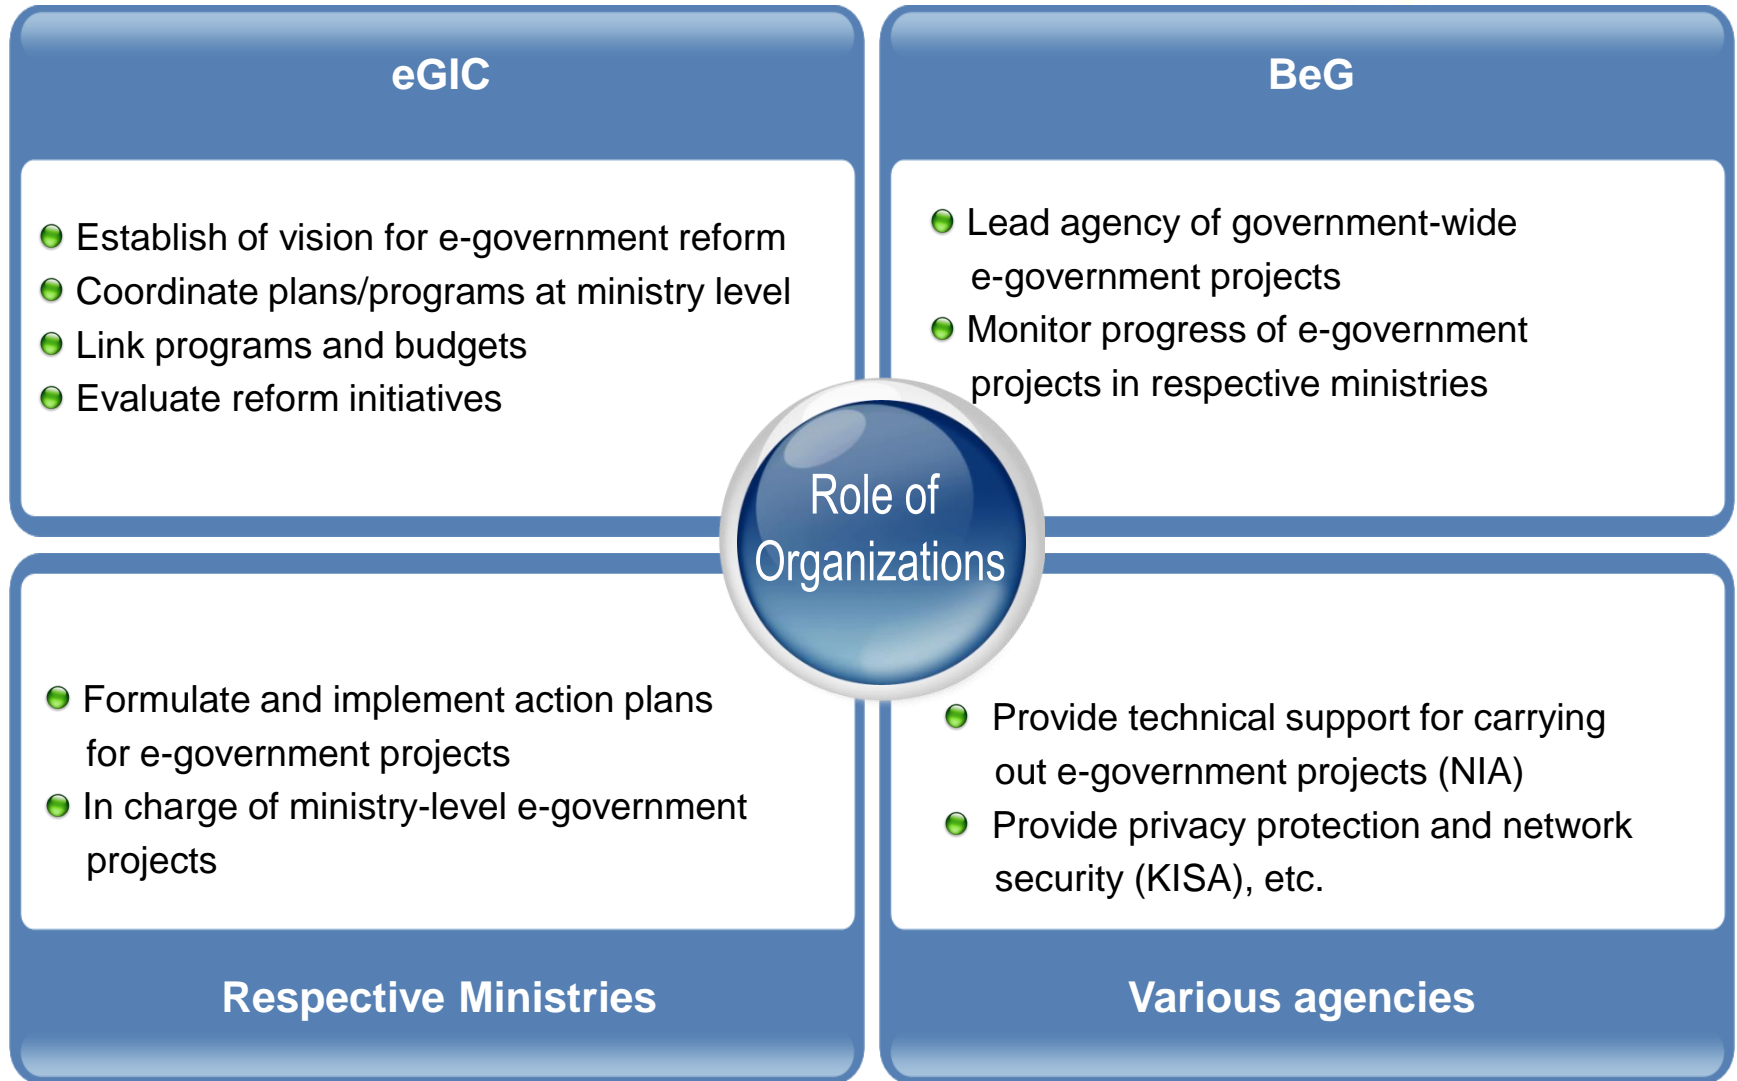 eGIC
Establish of vision for e-government reform
Coordinate plans/programs at ministry level
Link programs and budgets
Evaluate reform initiatives
BeG
Lead agency of government-wide
e-government projects
Monitor progress of e-government
projects in respective ministries
Role of
Organizations
Formulate and implement action plans
for e-government projects
In charge of ministry-level e-government
projects
Respective Ministries
Provide technical support for carrying
out e-government projects (NIA)
Provide privacy protection and network
security (KISA), etc.
Various agencies